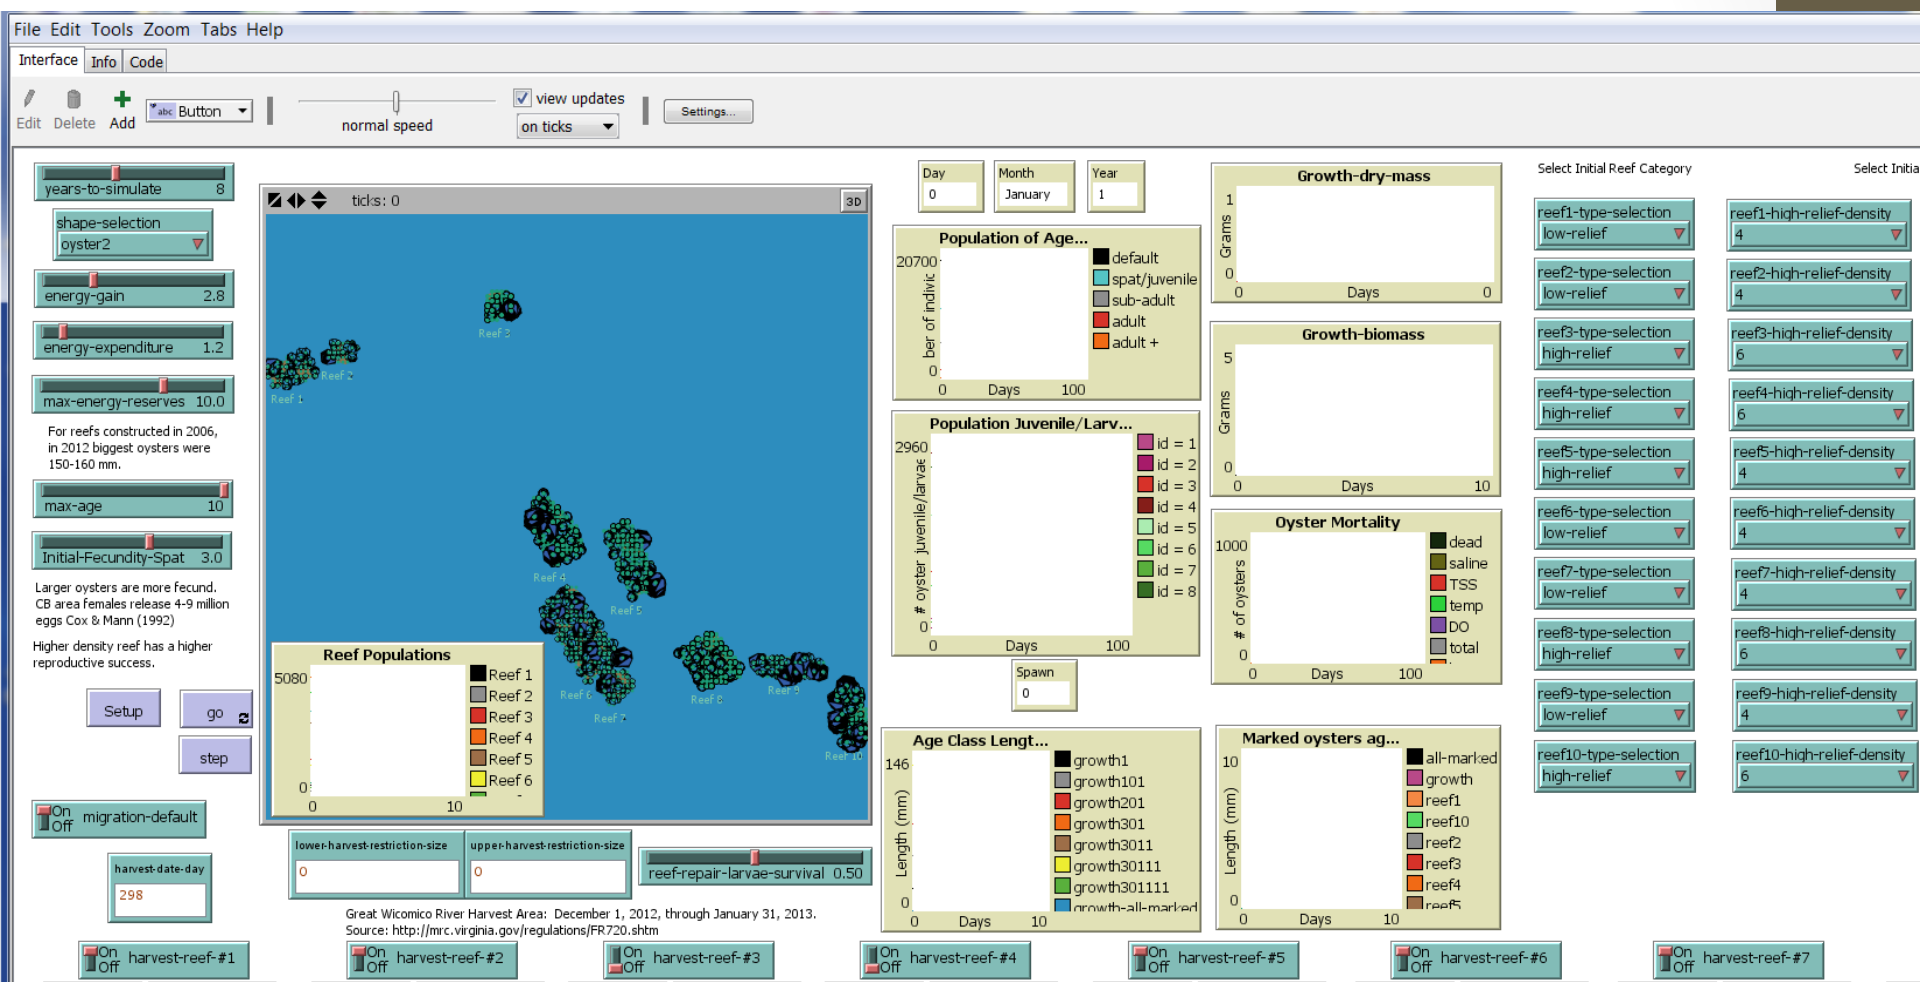 File Edit Tools Zoom Tabs Help
Interface Info Code
Edit Delete Add
abc Button
normal speed
view updates
on ticks
Settings...
years-to-simulate 8
shape-selection
oyster2
energy-gain 2.8
energy-expenditure 1.2
max-energy-reserves 10.0
For reefs constructed in 2006,
in 2012 biggest oysters were
150-160 mm.
max-age 10
Initial-Fecundity-Spat 3.0
Larger oysters are more fecund.
CB area females release 4-9 million
eggs Cox & Mann (1992)
Higher density reef has a higher
reproductive success.
Setup
go
step
On
Off
migration-default
harvest-date-day
298
ticks: 0
3D
Reef 3
Reef 2
Reef 1
Reef 4
Reef 5
Reef 6
Reef 7
Reef 8
Reef 9
Reef 10
Reef Populations
5080
0
0 10
Reef 1
Reef 2
Reef 3
Reef 4
Reef 5
Reef 6
lower-harvest-restriction-size
0
upper-harvest-restriction-size
0
reef-repair-larvae-survival 0.50
Great Wicomico River Harvest Area: December 1, 2012, through January 31, 2013.
Source: http://mrc.virginia.gov/regulations/FR720.shtm
Day
0
Month
January
Year
1
Population of Age...
20700
ber of individ
0
0 Days 100
default
spat/juvenile
sub-adult
adult
adult +
Population Juvenile/Larv...
2960
# oyster juvenile/larvae
0
0 Days 100
id = 1
id = 2
id = 3
id = 4
id = 5
id = 6
id = 7
id = 8
Spawn
0
Age Class Lengt...
146
Length (mm)
0
0 Days 10
growth1
growth101
growth201
growth301
growth3011
growth30111
growth301111
growth-all-marked
Growth-dry-mass
1
Grams
0
0 Days 0
Growth-biomass
5
Grams
0
0 Days 10
Oyster Mortality
1000
# of oysters
0
0 Days 100
dead
saline
TSS
temp
DO
total
Marked oysters ag...
10
Length (mm)
0
0 Days 10
all-marked
growth
reef1
reef10
reef2
reef3
reef4
reef5
Select Initial Reef Category
reef1-type-selection
low-relief
reef2-type-selection
low-relief
reef3-type-selection
high-relief
reef4-type-selection
high-relief
reef5-type-selection
high-relief
reef6-type-selection
low-relief
reef7-type-selection
low-relief
reef8-type-selection
high-relief
reef9-type-selection
low-relief
reef10-type-selection
high-relief
Select Initia
reef1-high-relief-density
4
reef2-high-relief-density
4
reef3-high-relief-density
6
reef4-high-relief-density
6
reef5-high-relief-density
4
reef6-high-relief-density
4
reef7-high-relief-density
4
reef8-high-relief-density
6
reef9-high-relief-density
4
reef10-high-relief-density
6
On
Off
harvest-reef-#1
On
Off
harvest-reef-#2
On
Off
harvest-reef-#3
On
Off
harvest-reef-#4
On
Off
harvest-reef-#5
On
Off
harvest-reef-#6
On
Off
harvest-reef-#7